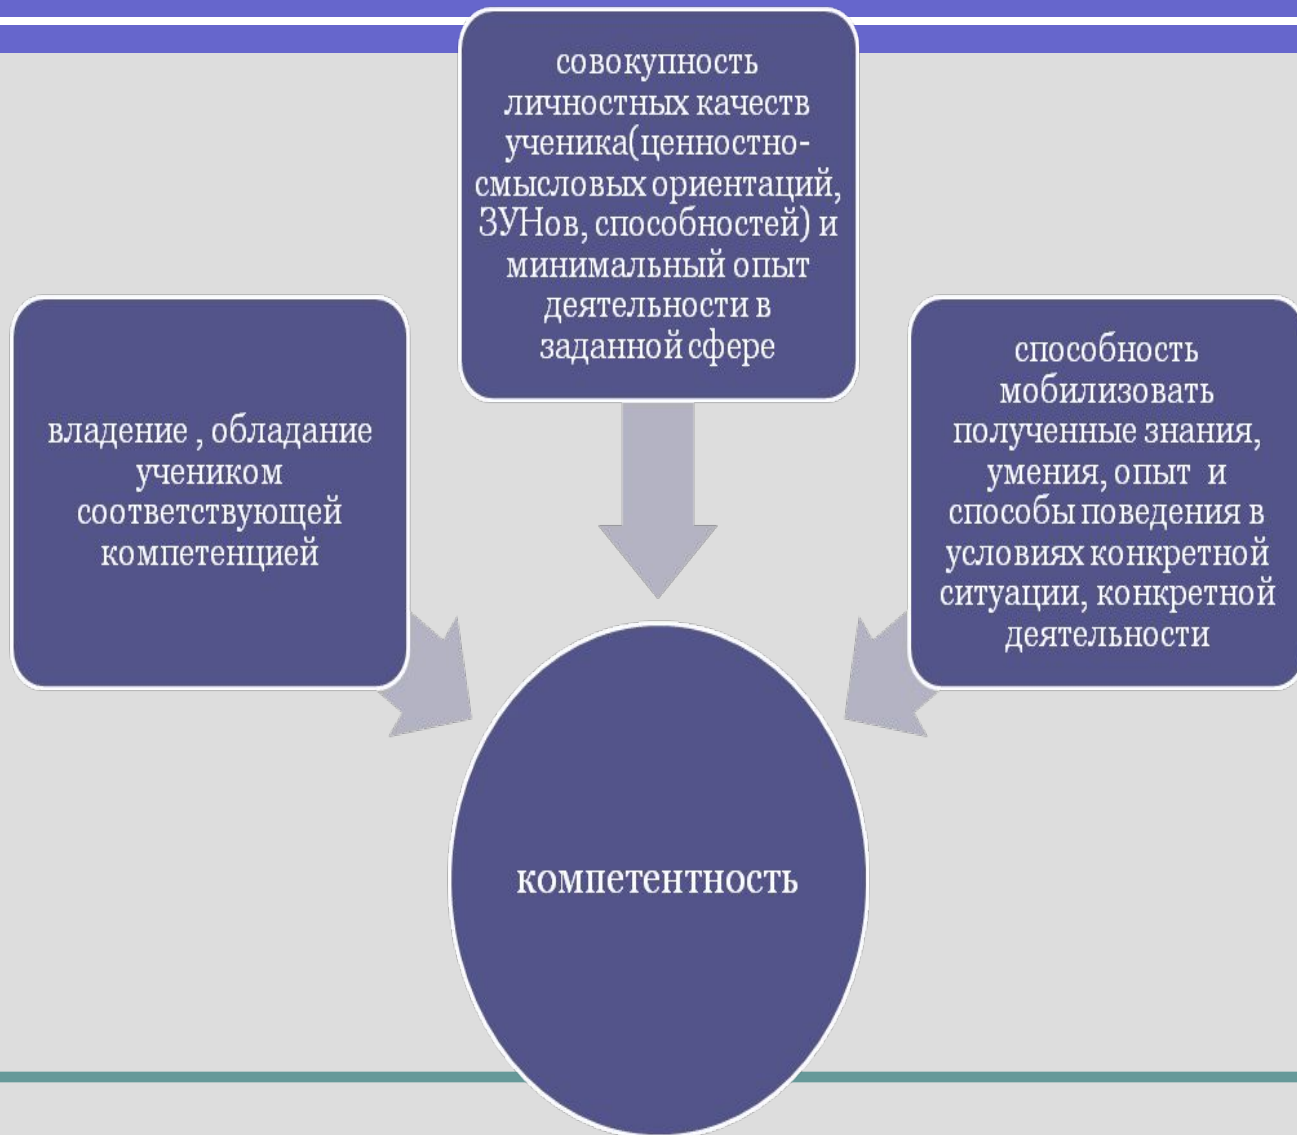 совокупность
личностных качеств
ученика(ценностно-
смысловых ориентаций,
ЗУНов, способностей) и
минимальный опыт
деятельности в
заданной сфере
владение , обладание
учеником
соответствующей
компетенцией
способность
мобилизовать
полученные знания,
умения, опыт и
способы поведения в
условиях конкретной
ситуации, конкретной
деятельности
компетентность